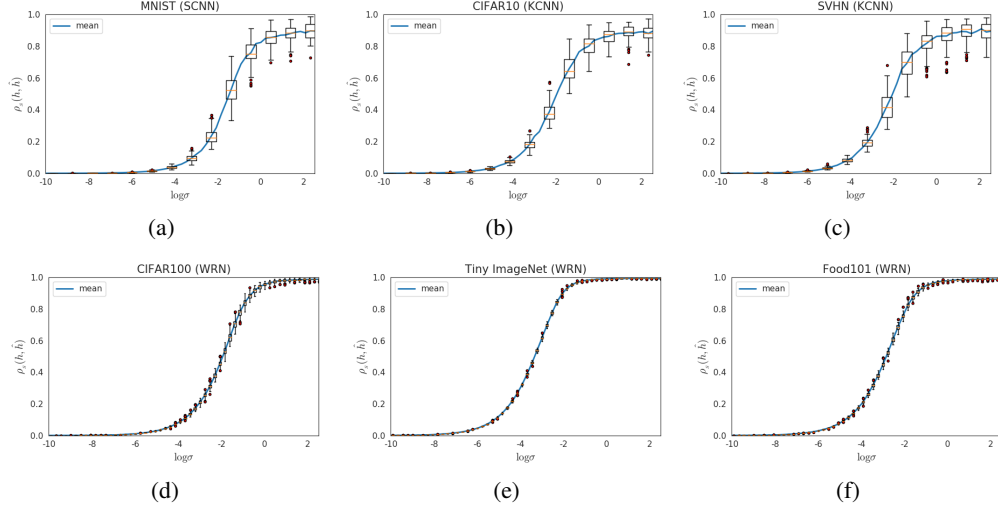 MNIST (SCNN)
mean
ρₛ(h, ĥ)
1.0
0.8
0.6
0.4
0.2
0.0
-10 -8 -6 -4 -2 0 2
logσ
(a)
CIFAR10 (KCNN)
mean
ρₛ(h, ĥ)
1.0
0.8
0.6
0.4
0.2
0.0
-10 -8 -6 -4 -2 0 2
logσ
(b)
SVHN (KCNN)
mean
ρₛ(h, ĥ)
1.0
0.8
0.6
0.4
0.2
0.0
-10 -8 -6 -4 -2 0 2
logσ
(c)
CIFAR100 (WRN)
mean
ρₛ(h, ĥ)
1.0
0.8
0.6
0.4
0.2
0.0
-10 -8 -6 -4 -2 0 2
logσ
(d)
Tiny ImageNet (WRN)
mean
ρₛ(h, ĥ)
1.0
0.8
0.6
0.4
0.2
0.0
-10 -8 -6 -4 -2 0 2
logσ
(e)
Food101 (WRN)
mean
ρₛ(h, ĥ)
1.0
0.8
0.6
0.4
0.2
0.0
-10 -8 -6 -4 -2 0 2
logσ
(f)